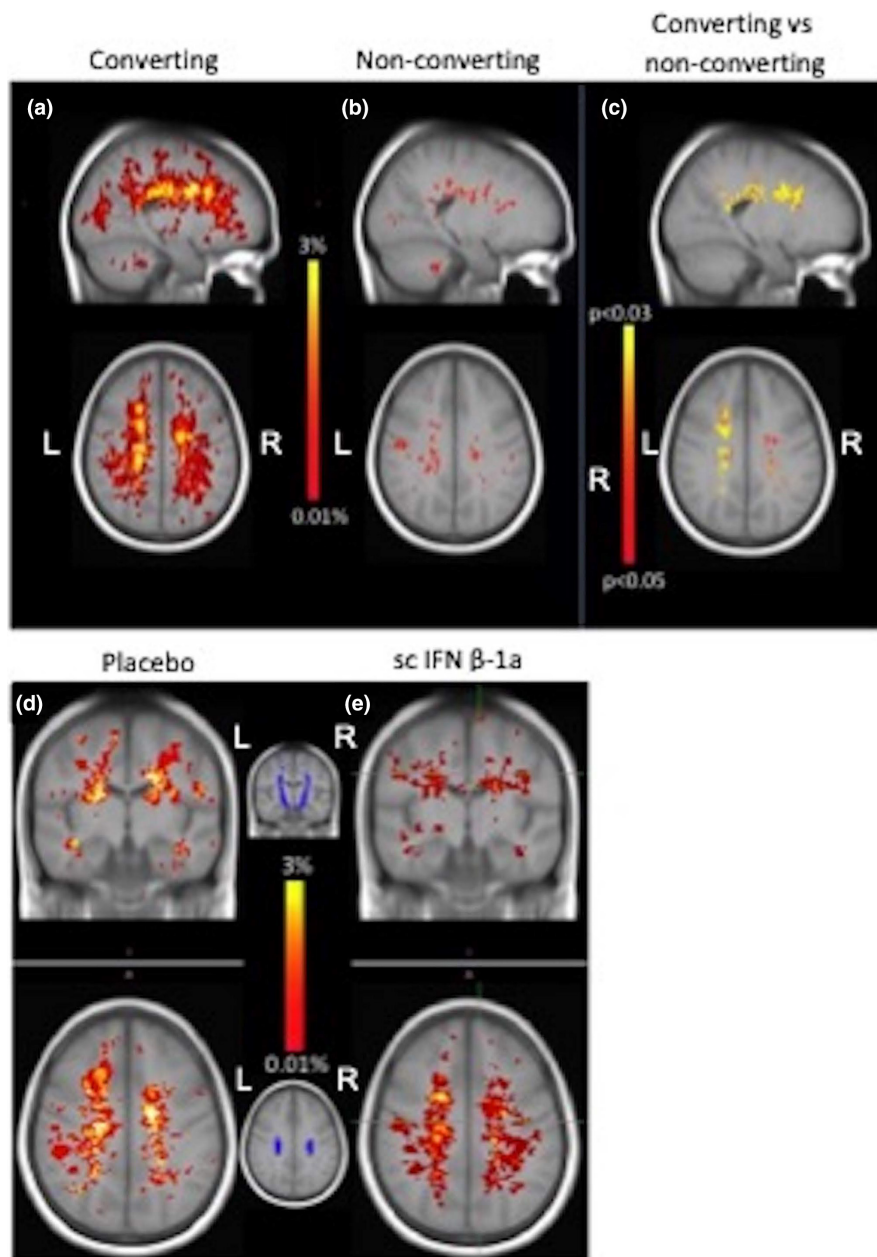 Converting
Non-converting
Converting vs
non-converting
(a)
(b)
(c)
3%
0.01%
L
R
L
p<0.03
R
L
R
p<0.05
Placebo
sc IFN β-1a
(d)
(e)
L
R
3%
0.01%
L
R